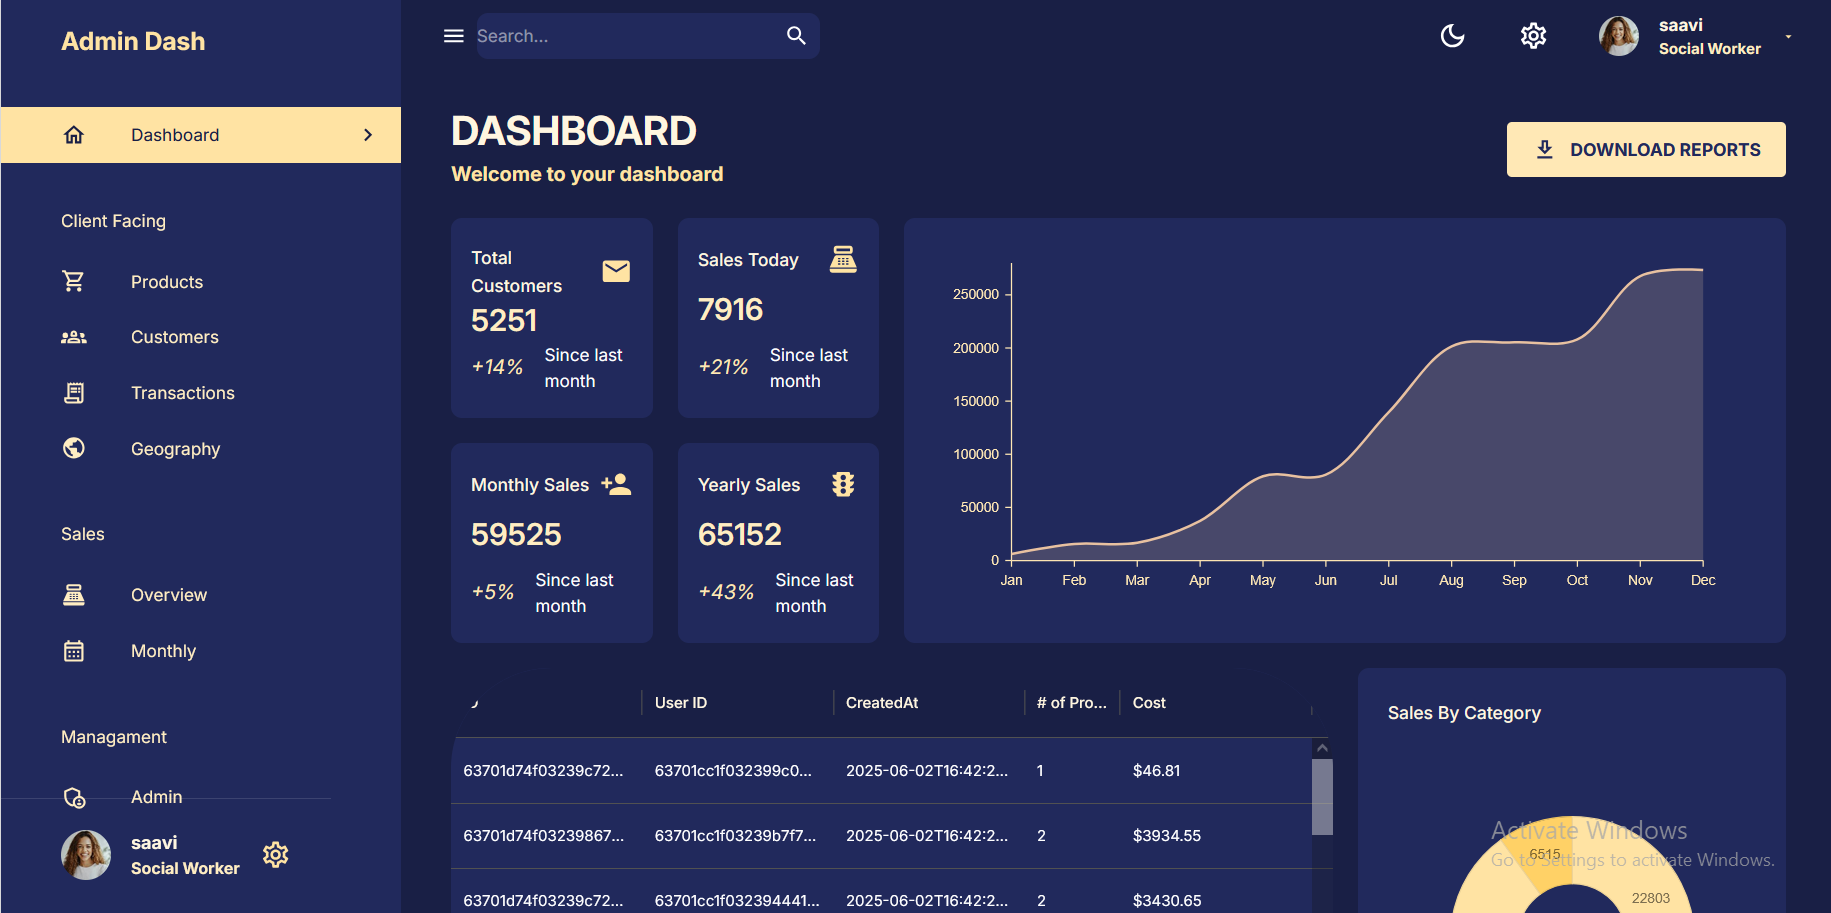 Admin Dash
Dashboard
Client Facing
Products
Customers
Transactions
Geography
Sales
Overview
Monthly
Managament
Admin
saavi
Social Worker
Search...
saavi
Social Worker
DASHBOARD
Welcome to your dashboard
DOWNLOAD REPORTS
Total
Customers
5251
+14%
Since last
month
Sales Today
7916
+21%
Since last
month
Monthly Sales
59525
+5%
Since last
month
Yearly Sales
65152
+43%
Since last
month
250000
200000
150000
100000
50000
0
Jan Feb Mar Apr May Jun Jul Aug Sep Oct Nov Dec
User ID CreatedAt # of Pro... Cost
63701d74f03239c72... 63701cc1f032399c0... 2025-06-02T16:42:2... 1 $46.81
63701d74f03239867... 63701cc1f03239b7f7... 2025-06-02T16:42:2... 2 $3934.55
63701d74f03239c72... 63701cc1f032394441... 2025-06-02T16:42:2... 2 $3430.65
Sales By Category
6515
22803
Activate Windows
Go to Settings to activate Windows.